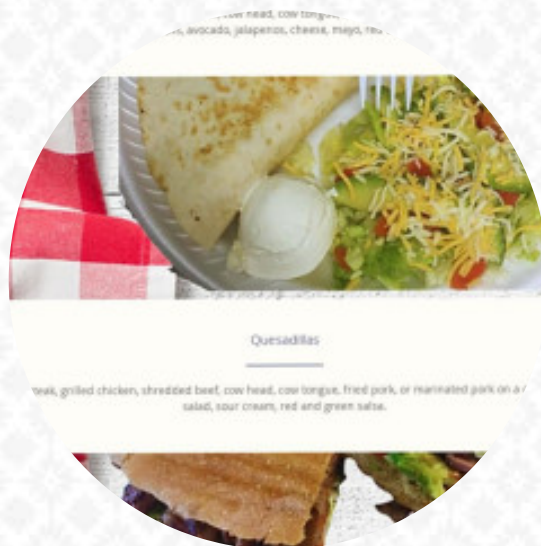 cow head, cow tongue
avocado, jalapenos, cheese, mayo, red
Quesadillas
steak, grilled chicken, shredded beef, cow head, cow tongue, fried pork, or marinated pork on a
salad, sour cream, red and green salsa.